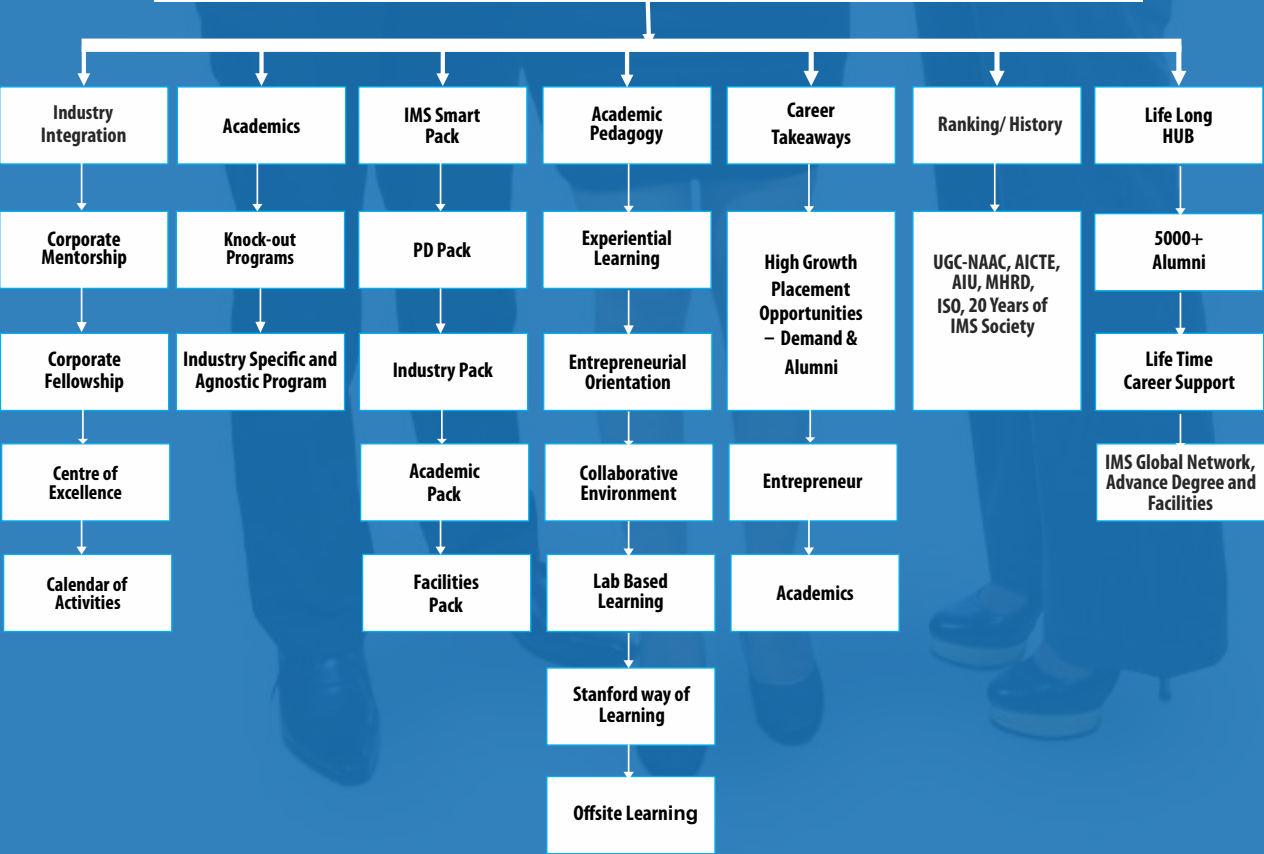 Industry
Integration
Academics
IMS Smart
Pack
Academic
Pedagogy
Career
Takeaways
Ranking/ History
Life Long
HUB
Corporate
Mentorship
Knock-out
Programs
PD Pack
Experiential
Learning
High Growth
Placement
Opportunities
– Demand &
Alumni
UGC-NAAC, AICTE,
AIU, MHRD,
ISO, 20 Years of
IMS Society
5000+
Alumni
Corporate
Fellowship
Industry Specific and
Agnostic Program
Industry Pack
Entrepreneurial
Orientation
Life Time
Career Support
Centre of
Excellence
Academic
Pack
Collaborative
Environment
Entrepreneur
IMS Global Network,
Advance Degree and
Facilities
Calendar of
Activities
Facilities
Pack
Lab Based
Learning
Academics
Stanford way of
Learning
Offsite Learning